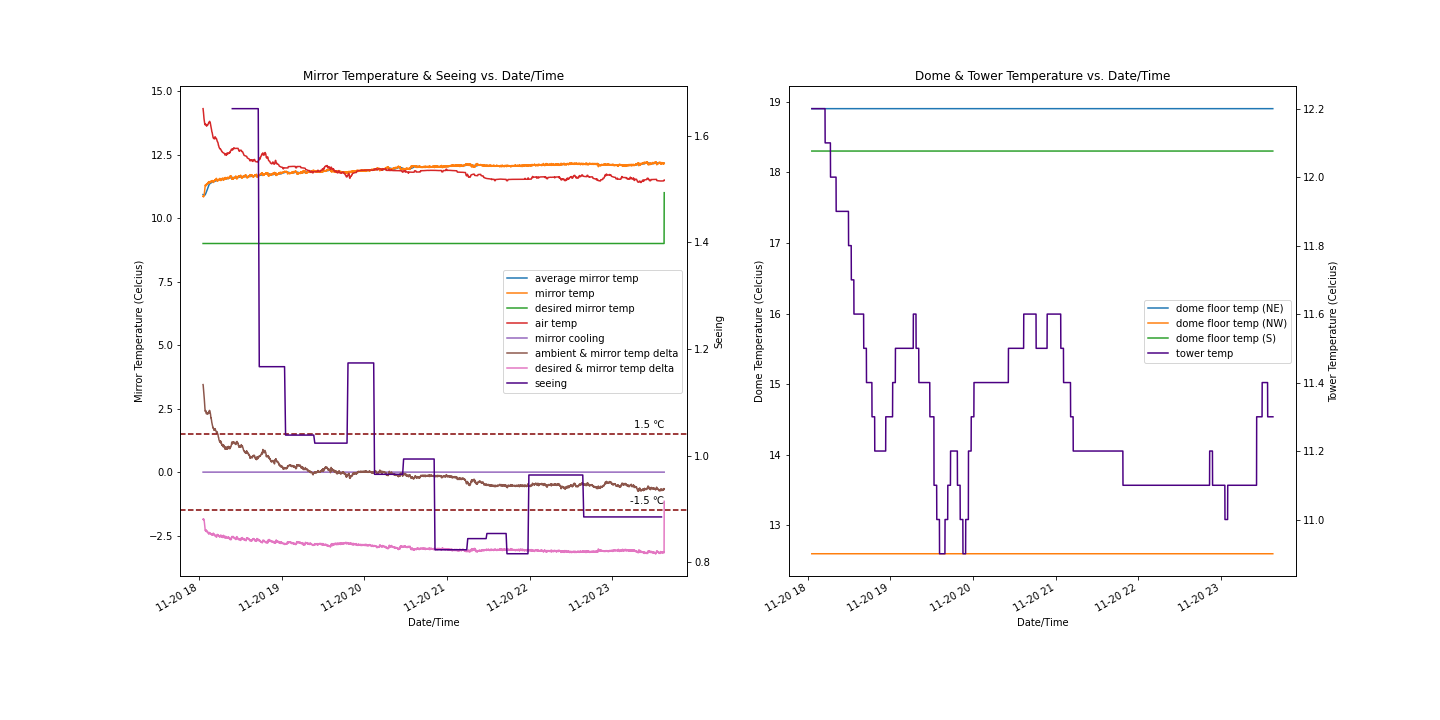 Mirror Temperature & Seeing vs. Date/Time
15.0
12.5
10.0
7.5
5.0
2.5
0.0
−2.5
Mirror Temperature (Celcius)
1.6
1.4
1.2
1.0
0.8
Seeing
average mirror temp
mirror temp
desired mirror temp
air temp
mirror cooling
ambient & mirror temp delta
desired & mirror temp delta
seeing
1.5 °C
-1.5 °C
11-20 18
11-20 19
11-20 20
11-20 21
11-20 22
11-20 23
Date/Time
Dome & Tower Temperature vs. Date/Time
19
18
17
16
15
14
13
Dome Temperature (Celcius)
12.2
12.0
11.8
11.6
11.4
11.2
11.0
Tower Temperature (Celcius)
dome floor temp (NE)
dome floor temp (NW)
dome floor temp (S)
tower temp
11-20 18
11-20 19
11-20 20
11-20 21
11-20 22
11-20 23
Date/Time